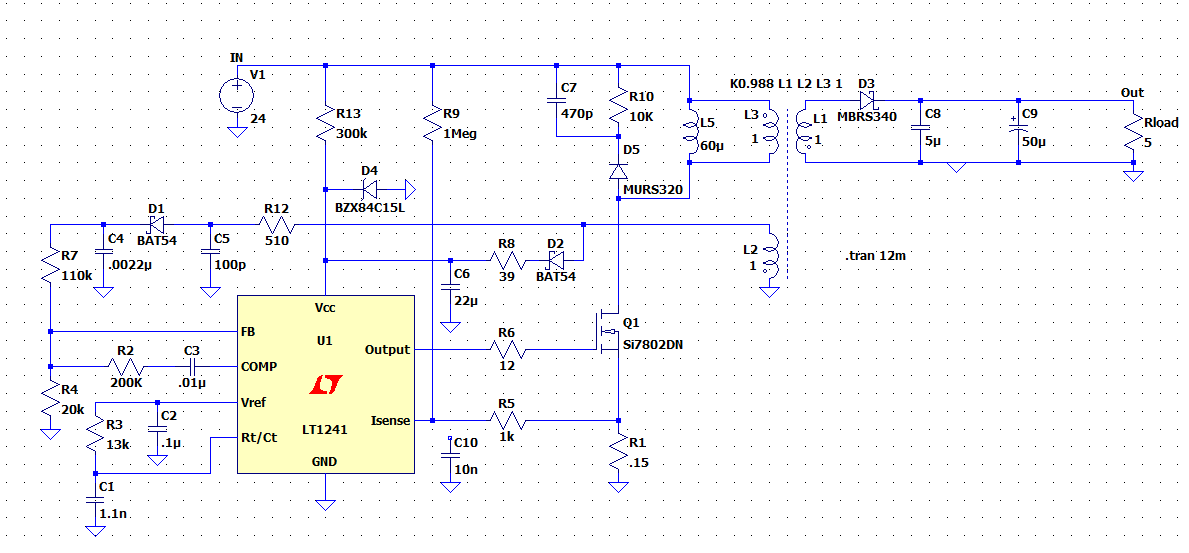 IN
V1
24
R13
300k
R9
1Meg
C7
470p
R10
10K
D5
MURS320
L5
60µ
K0.988 L1 L2 L3 1
L3
1
L1
1
D3
MBRS340
C8
5µ
C9
50µ
Out
Rload
5
D4
BZX84C15L
D1
BAT54
R12
510
C4
.0022µ
C5
100p
R7
110k
R8
39
D2
BAT54
C6
22µ
L2
1
.tran 12m
Vcc
FB
U1
COMP
Output
Vref
Isense
Rt/Ct
LT1241
GND
R6
12
Q1
Si7802DN
R2
200K
C3
.01µ
R4
20k
R3
13k
C2
.1µ
R5
1k
C10
10n
R1
.15
C1
1.1n